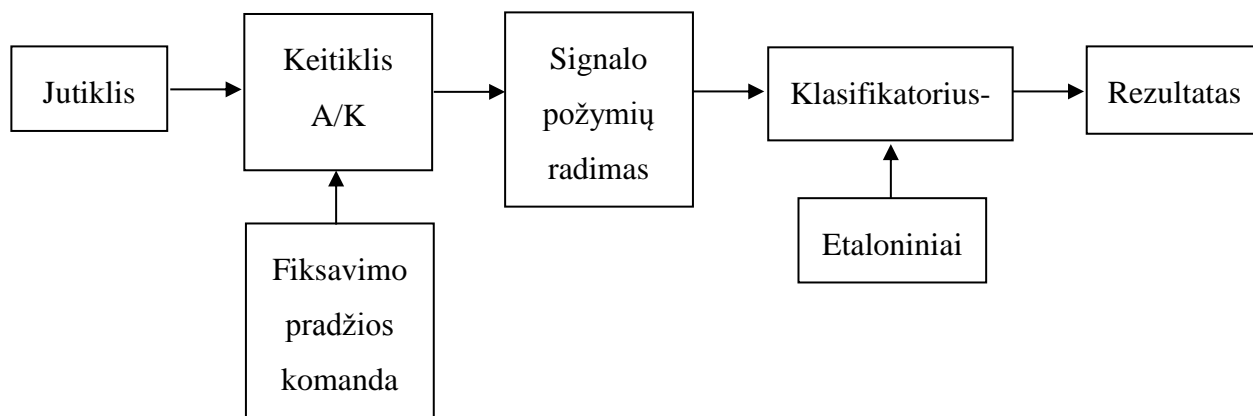 Jutiklis
Keitiklis
A/K
Signalo
požymių
radimas
Klasifikatorius-
Rezultatas
Fiksavimo
pradžios
komanda
Etaloniniai